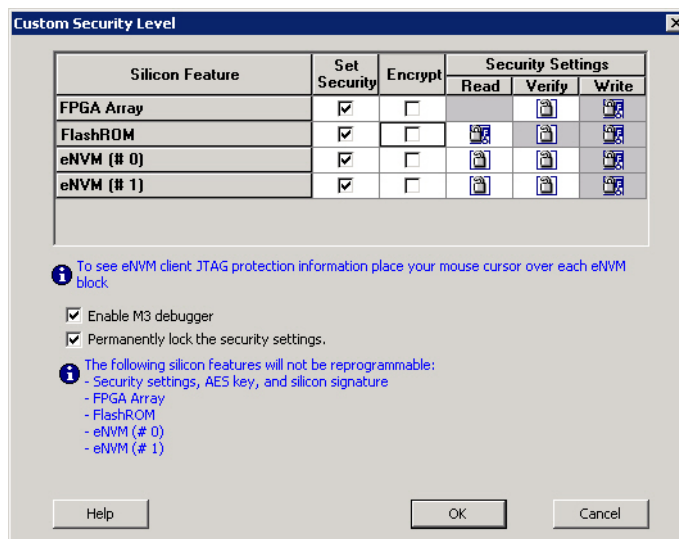 Custom Security Level
Silicon Feature
Set Security
Encrypt
Security Settings
Read
Verify
Write
FPGA Array
FlashROM
eNVM (# 0)
eNVM (# 1)
To see eNVM client JTAG protection information place your mouse cursor over each eNVM
block
Enable M3 debugger
Permanently lock the security settings.
The following silicon features will not be reprogrammable:
- Security settings, AES key, and silicon signature
- FPGA Array
- FlashROM
- eNVM (# 0)
- eNVM (# 1)
Help
OK
Cancel